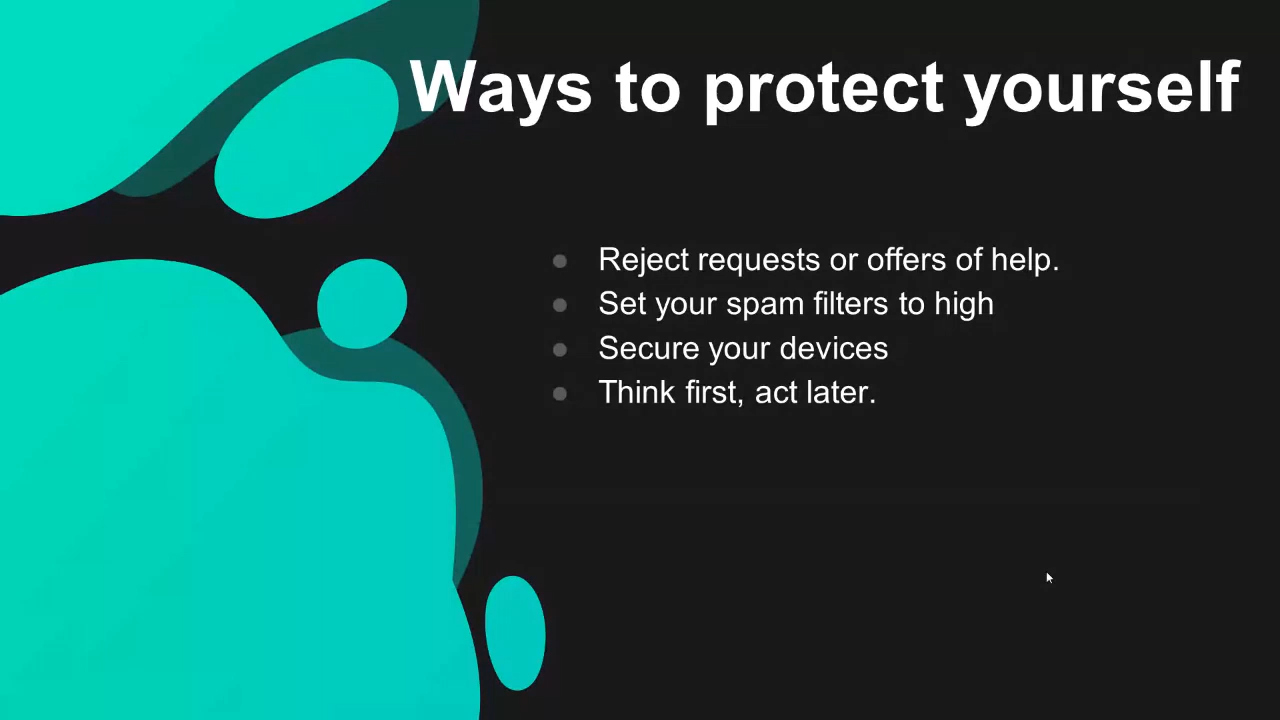 Ways to protect yourself
Reject requests or offers of help.
Set your spam filters to high
Secure your devices
Think first, act later.